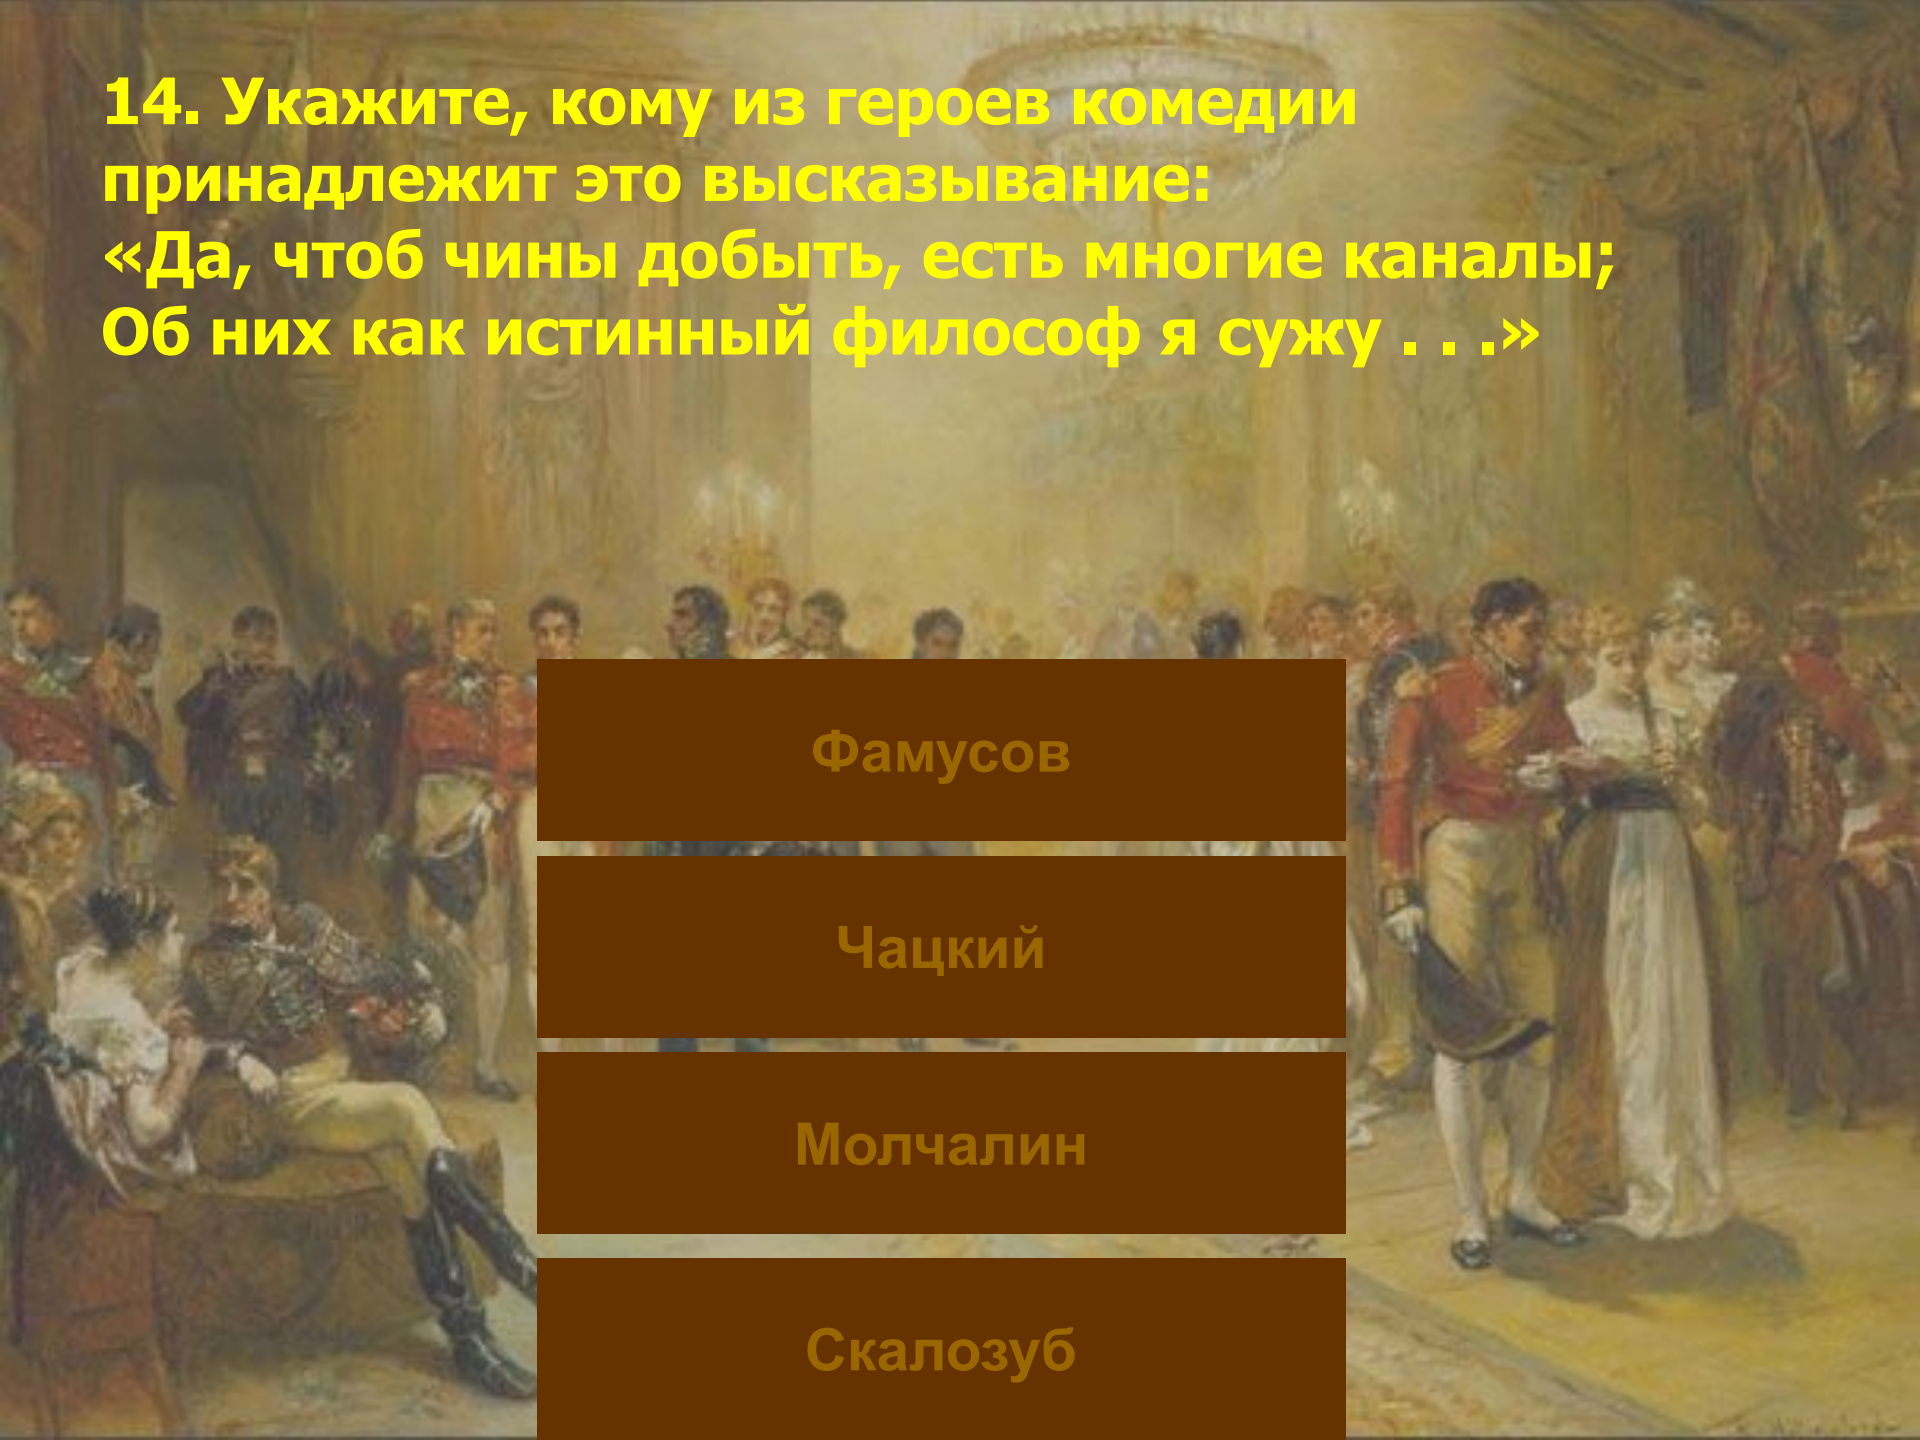 14. Укажите, кому из героев комедии
принадлежит это высказывание:
«Да, чтоб чины добыть, есть многие каналы;
Об них как истинный философ я сужу . . .»
Фамусов
Чацкий
Молчалин
Скалозуб